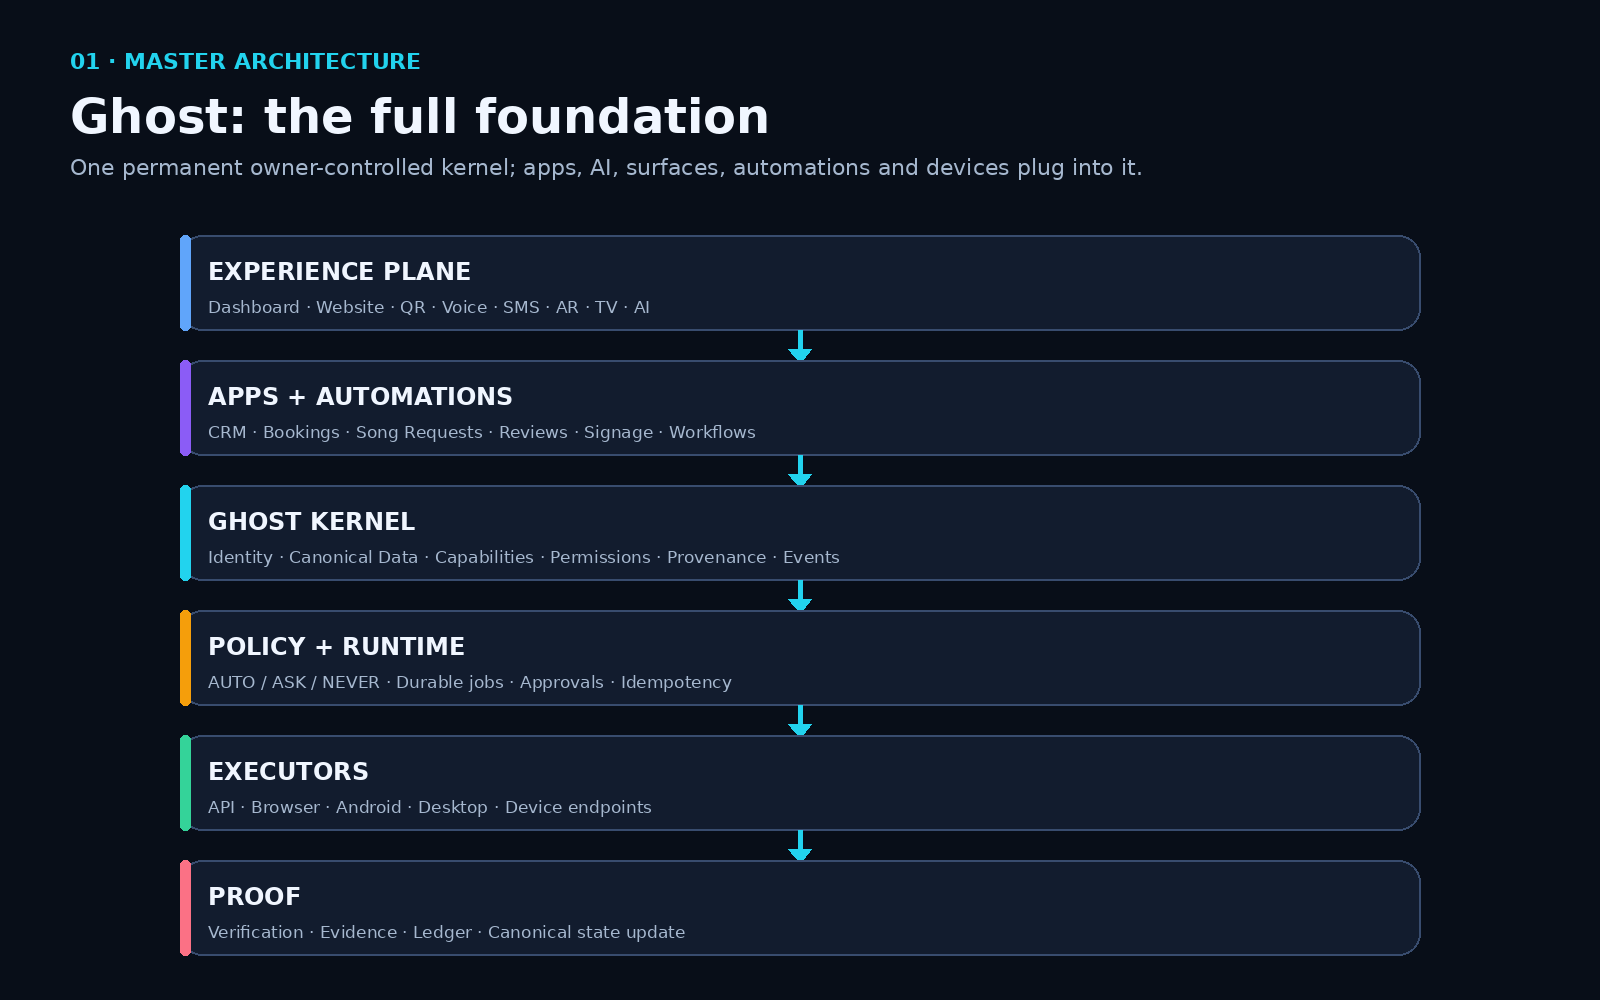 01 · MASTER ARCHITECTURE
Ghost: the full foundation
One permanent owner-controlled kernel; apps, AI, surfaces, automations and devices plug into it.
EXPERIENCE PLANE
Dashboard · Website · QR · Voice · SMS · AR · TV · AI
APPS + AUTOMATIONS
CRM · Bookings · Song Requests · Reviews · Signage · Workflows
GHOST KERNEL
Identity · Canonical Data · Capabilities · Permissions · Provenance · Events
POLICY + RUNTIME
AUTO / ASK / NEVER · Durable jobs · Approvals · Idempotency
EXECUTORS
API · Browser · Android · Desktop · Device endpoints
PROOF
Verification · Evidence · Ledger · Canonical state update